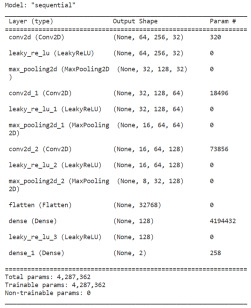 Model: "sequential"
Layer (type) Output Shape Param #
conv2d (Conv2D) (None, 64, 256, 32) 320
leaky_re_lu (LeakyReLU) (None, 64, 256, 32) 0
max_pooling2d (MaxPooling2D (None, 32, 128, 32) 0
)
conv2d_1 (Conv2D) (None, 32, 128, 64) 18496
leaky_re_lu_1 (LeakyReLU) (None, 32, 128, 64) 0
max_pooling2d_1 (MaxPooling (None, 16, 64, 64) 0
2D)
conv2d_2 (Conv2D) (None, 16, 64, 128) 73856
leaky_re_lu_2 (LeakyReLU) (None, 16, 64, 128) 0
max_pooling2d_2 (MaxPooling (None, 8, 32, 128) 0
2D)
flatten (Flatten) (None, 32768) 0
dense (Dense) (None, 128) 4194432
leaky_re_lu_3 (LeakyReLU) (None, 128) 0
dense_1 (Dense) (None, 2) 258
Total params: 4,287,362
Trainable params: 4,287,362
Non-trainable params: 0